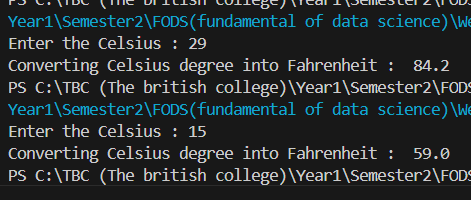 PS C:\TBC (The british college)\Year1\Semester2\FODS
Year1\Semester2\FODS(fundamental of data science)\We
Enter the Celsius : 29
Converting Celsius degree into Fahrenheit :  84.2
PS C:\TBC (The british college)\Year1\Semester2\FODS
Year1\Semester2\FODS(fundamental of data science)\We
Enter the Celsius : 15
Converting Celsius degree into Fahrenheit :  59.0
PS C:\TBC (The british college)\Year1\Semester2\FODS